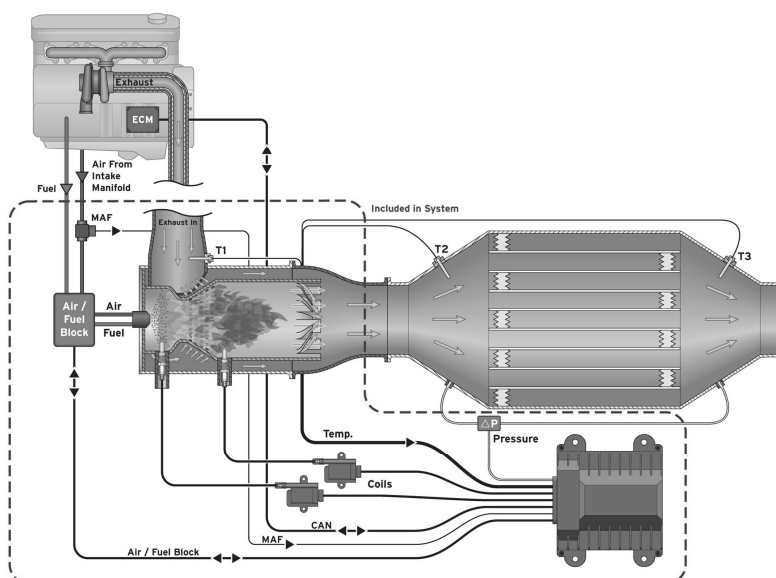 Exhaust
ECM
Air From
Intake
Manifold
Fuel
MAF
Exhaust In
T1
Included in System
T2
T3
Air /
Fuel
Block
Air
Fuel
△P
Pressure
Temp.
Coils
CAN
MAF
Air / Fuel Block